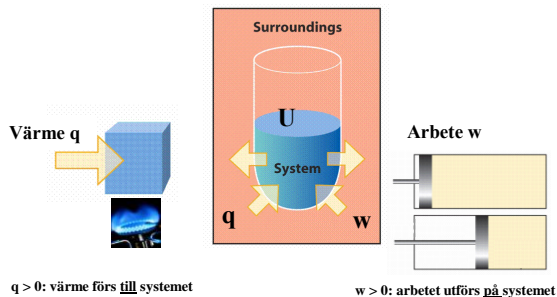 Surroundings
U
Värme q
System
q
w
Arbete w
q > 0: värme förs till systemet
w > 0: arbetet utförs på systemet